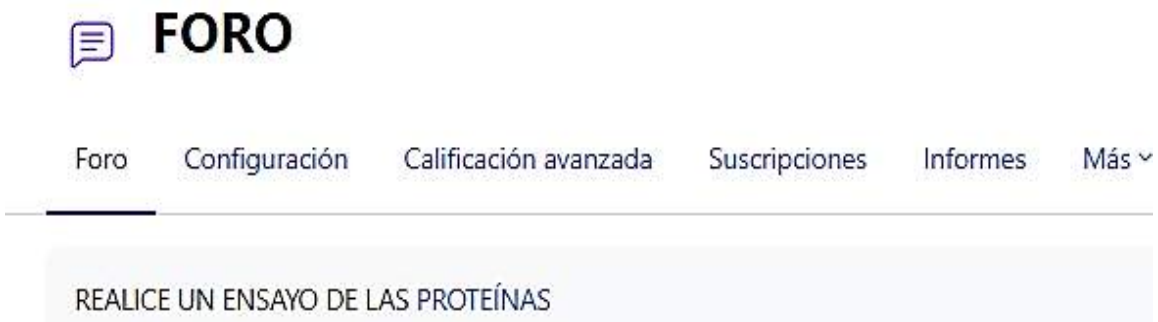 FORO
Foro Configuración Calificación avanzada Suscripciones Informes Más
REALICE UN ENSAYO DE LAS PROTEÍNAS